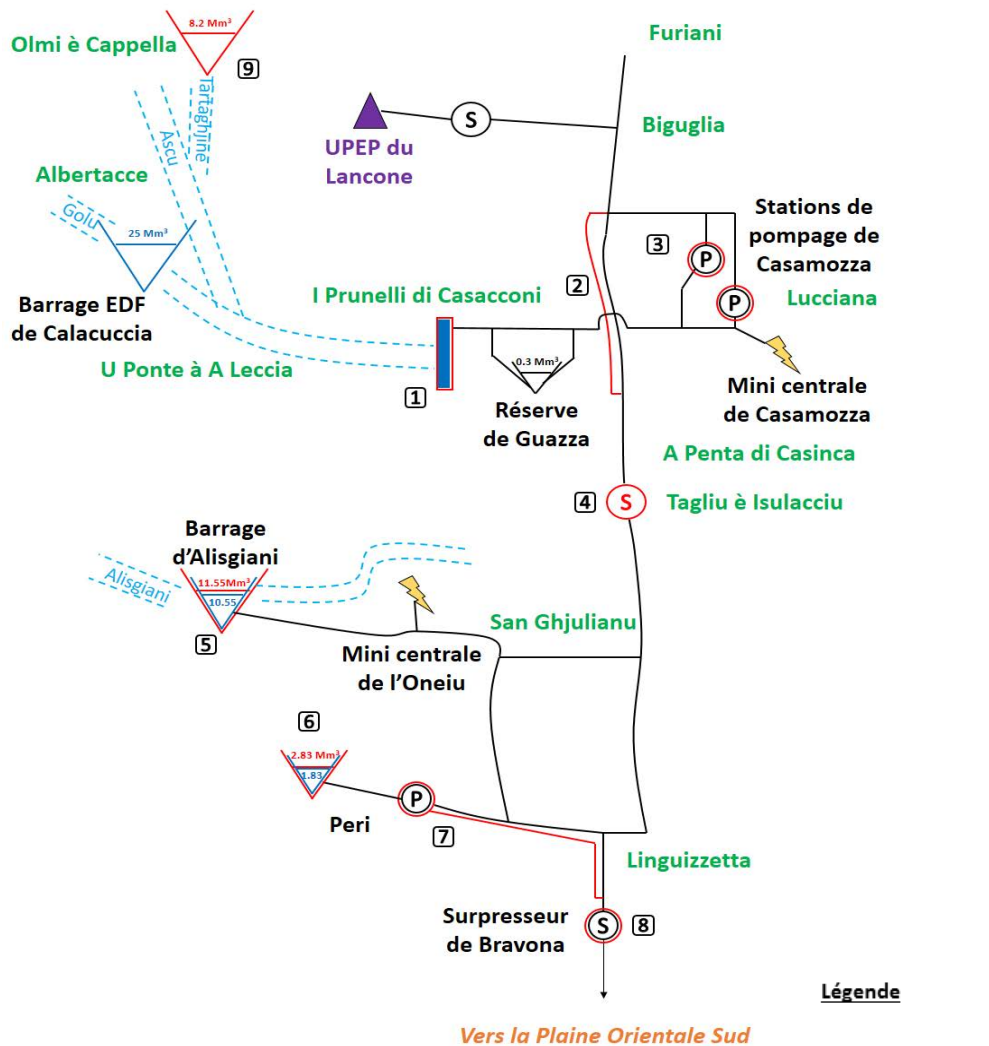 8.2 Mm³
Olmi è Cappella
9
Furiani
Tartaghjine
Ascu
S
Biguglia
UPEP du
Lancone
Albertacce
Golu
25 Mm³
Stations de
pompage de
Casamozza
3
P
2
I Prunelli di Casacconi
P
Lucciana
Barrage EDF
de Calacuccia
U Ponte à A Leccia
0.3 Mm³
1
Réserve
de Guazza
Mini centrale
de Casamozza
A Penta di Casinca
4
S
Tagliu è Isulacciu
Barrage
d'Alisgiani
Alisgiani
11.55Mm³
10.55
5
San Ghjulianu
Mini centrale
de l'Oneiu
6
2.83 Mm³
1.83
P
Peri
7
Linguizzetta
Surpresseur
de Bravona
S
8
Légende
Vers la Plaine Orientale Sud